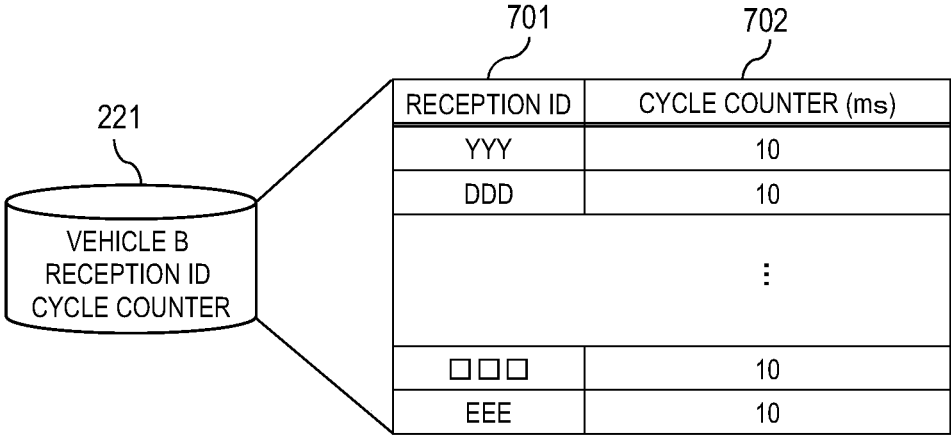 701
702
221
RECEPTION ID CYCLE COUNTER (ms)
YYY 10
DDD 10
VEHICLE B
RECEPTION ID
CYCLE COUNTER
⋮
□□□ 10
EEE 10